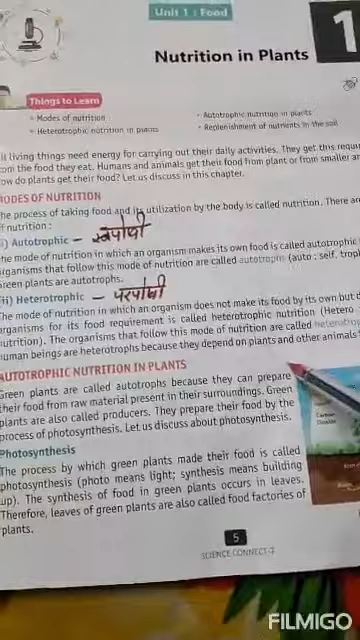 Unit 1 : Food
1
Nutrition in Plants
Things to Learn
• Modes of nutrition
• Autotrophic nutrition in plants
• Heterotrophic nutrition in plants
• Replenishment of nutrients in the soil
living things need energy for carrying out their daily activities. They get this
the food they eat. Humans and animals get their food from plant or from smaller
do plants get their food? Let us discuss in this chapter.
MODES OF NUTRITION
The process of taking food and its utilization by the body is called nutrition. There are
nutrition :
(i) Autotrophic – स्वपोषी
The mode of nutrition in which an organism makes its own food is called autotrophic
organisms that follow this mode of nutrition are called autotroph (auto : self, trop
Green plants are autotrophs.
(ii) Heterotrophic – परपोषी
The mode of nutrition in which an organism does not make its food by its own but d
organisms for its food requirement is called heterotrophic nutrition (Hetero
nutrition). The organisms that follow this mode of nutrition are called heterotrop
human beings are heterotrophs because they depend on plants and other animals
AUTOTROPHIC NUTRITION IN PLANTS
Green plants are called autotrophs because they can prepare
their food from raw material present in their surroundings. Green
plants are also called producers. They prepare their food by the
process of photosynthesis. Let us discuss about photosynthesis.
Carbon
Dioxide
Photosynthesis
The process by which green plants made their food is called
photosynthesis (photo means light; synthesis means building
up). The synthesis of food in green plants occurs in leaves.
Therefore, leaves of green plants are also called food factories of
plants.
5
SCIENCE CONNECT-7
FILMIGO